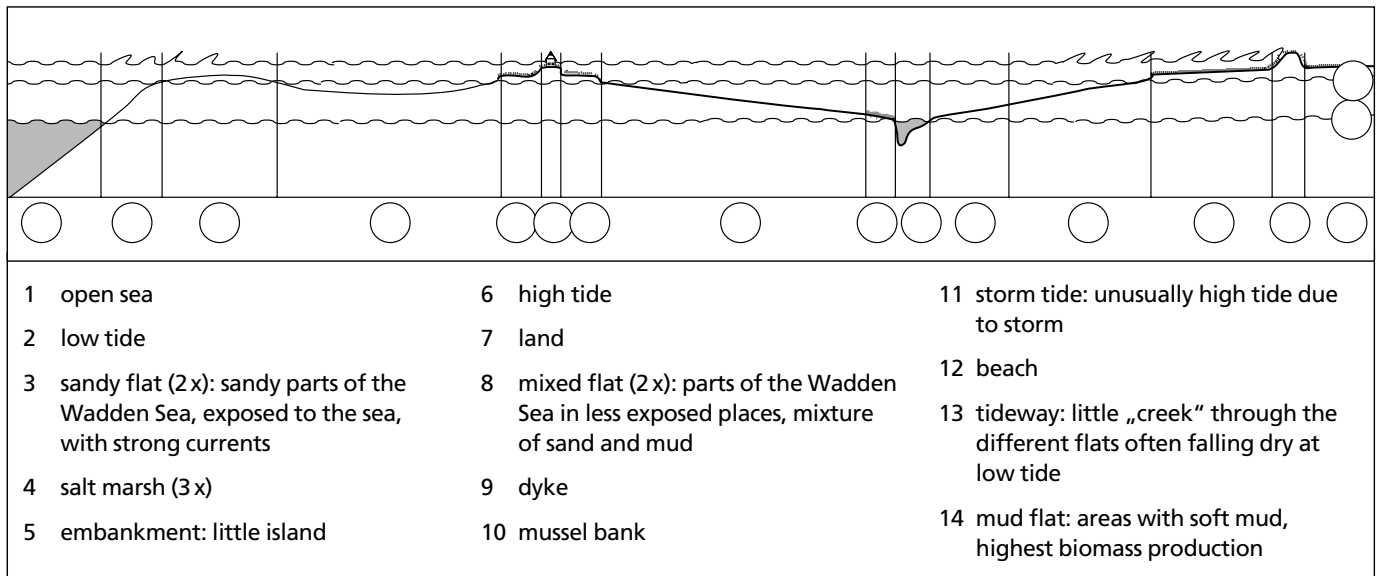 1 open sea
2 low tide
3 sandy flat (2 x): sandy parts of the
Wadden Sea, exposed to the sea,
with strong currents
4 salt marsh (3 x)
5 embankment: little island
6 high tide
7 land
8 mixed flat (2 x): parts of the Wadden
Sea in less exposed places, mixture
of sand and mud
9 dyke
10 mussel bank
11 storm tide: unusually high tide due
to storm
12 beach
13 tideway: little „creek“ through the
different flats often falling dry at
low tide
14 mud flat: areas with soft mud,
highest biomass production